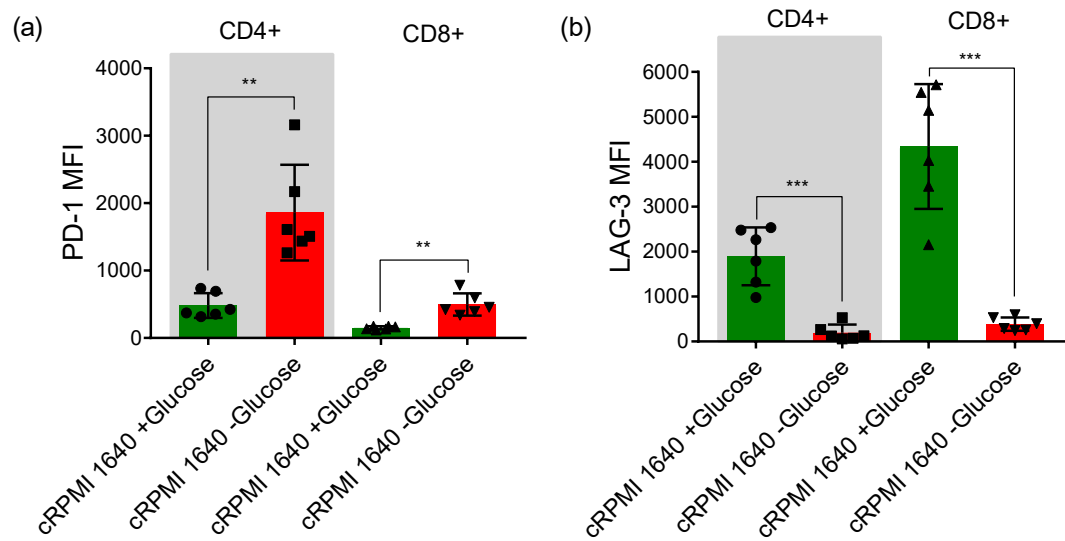 (a)
CD4+
CD8+
PD-1 MFI
4000
3000
2000
1000
0
**
**
cRPMI 1640 +Glucose
cRPMI 1640 -Glucose
cRPMI 1640 +Glucose
cRPMI 1640 -Glucose
(b)
CD4+
CD8+
LAG-3 MFI
6000
5000
4000
3000
2000
1000
0
***
***
cRPMI 1640 +Glucose
cRPMI 1640 -Glucose
cRPMI 1640 +Glucose
cRPMI 1640 -Glucose